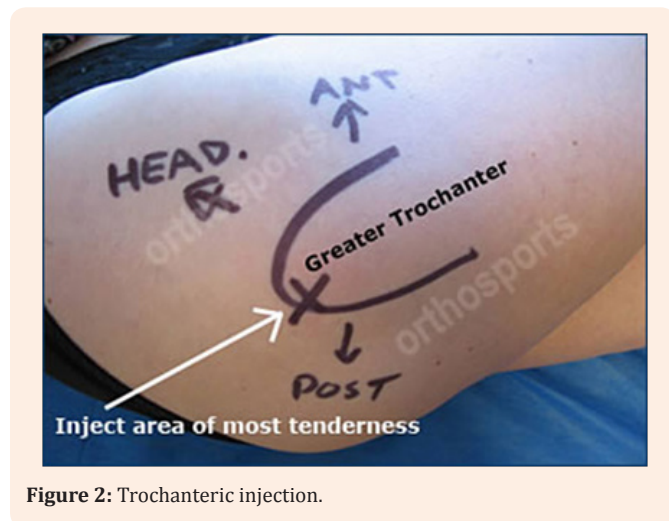 ANT
HEAD.
Greater Trochanter
orthosports
orthosports
POST
Inject area of most tenderness
Figure 2: Trochanteric injection.